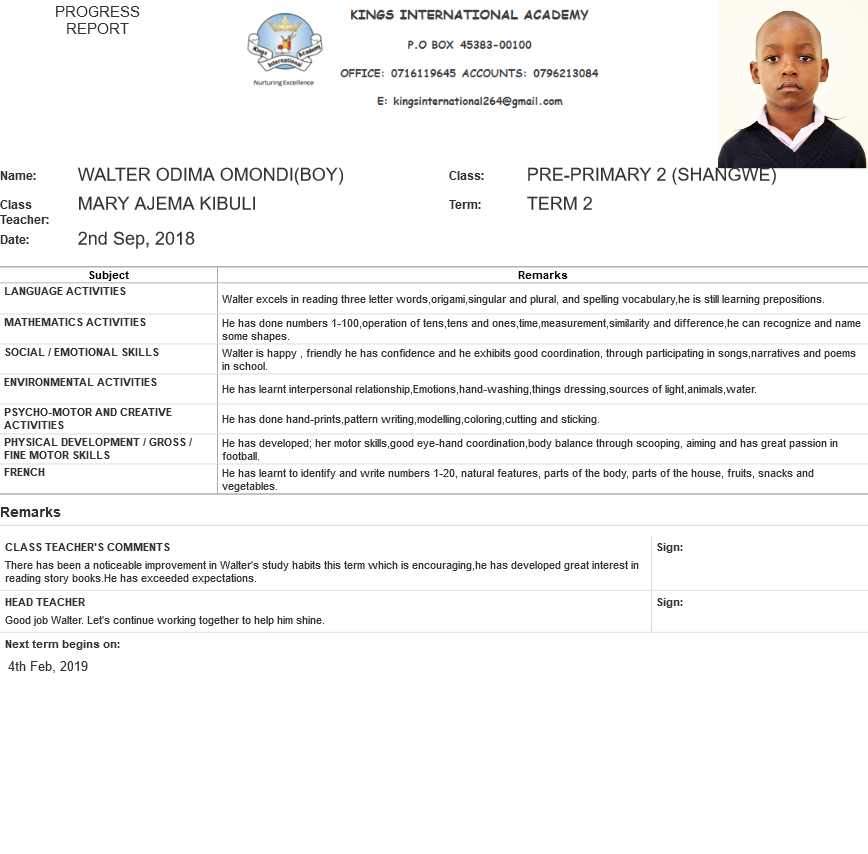 PROGRESS
REPORT
Kings
International
Academy
Nurturing Excellence
KINGS INTERNATIONAL ACADEMY
P.O BOX 45383-00100
OFFICE: 0716119645 ACCOUNTS: 0796213084
E: kingsinternational264@gmail.com
Name: WALTER ODIMA OMONDI(BOY) Class: PRE-PRIMARY 2 (SHANGWE)
Class Teacher: MARY AJEMA KIBULI Term: TERM 2
Date: 2nd Sep, 2018
Subject Remarks
LANGUAGE ACTIVITIES
Walter excels in reading three letter words,origami,singular and plural, and spelling vocabulary,he is still learning prepositions.
MATHEMATICS ACTIVITIES
He has done numbers 1-100,operation of tens,tens and ones,time,measurement,similarity and difference,he can recognize and name
some shapes.
SOCIAL / EMOTIONAL SKILLS
Walter is happy , friendly he has confidence and he exhibits good coordination, through participating in songs,narratives and poems
in school.
ENVIRONMENTAL ACTIVITIES
He has learnt interpersonal relationship,Emotions,hand-washing,things dressing,sources of light,animals,water.
PSYCHO-MOTOR AND CREATIVE
ACTIVITIES
He has done hand-prints,pattern writing,modelling,coloring,cutting and sticking.
PHYSICAL DEVELOPMENT / GROSS /
FINE MOTOR SKILLS
He has developed; her motor skills,good eye-hand coordination,body balance through scooping, aiming and has great passion in
football.
FRENCH
He has learnt to identify and write numbers 1-20, natural features, parts of the body, parts of the house, fruits, snacks and
vegetables.
Remarks
CLASS TEACHER'S COMMENTS
There has been a noticeable improvement in Walter's study habits this term which is encouraging,he has developed great interest in
reading story books.He has exceeded expectations.
Sign:
HEAD TEACHER
Good job Walter. Let's continue working together to help him shine.
Sign:
Next term begins on:
4th Feb, 2019